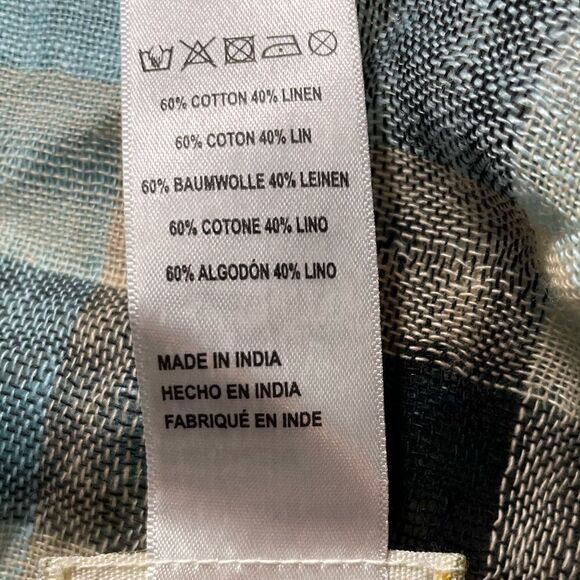 60% COTTON 40% LINEN
60% COTON 40% LIN
60% BAUMWOLLE 40% LEINEN
60% COTONE 40% LINO
60% ALGODÓN 40% LINO
MADE IN INDIA
HECHO EN INDIA
FABRIQUÉ EN INDE